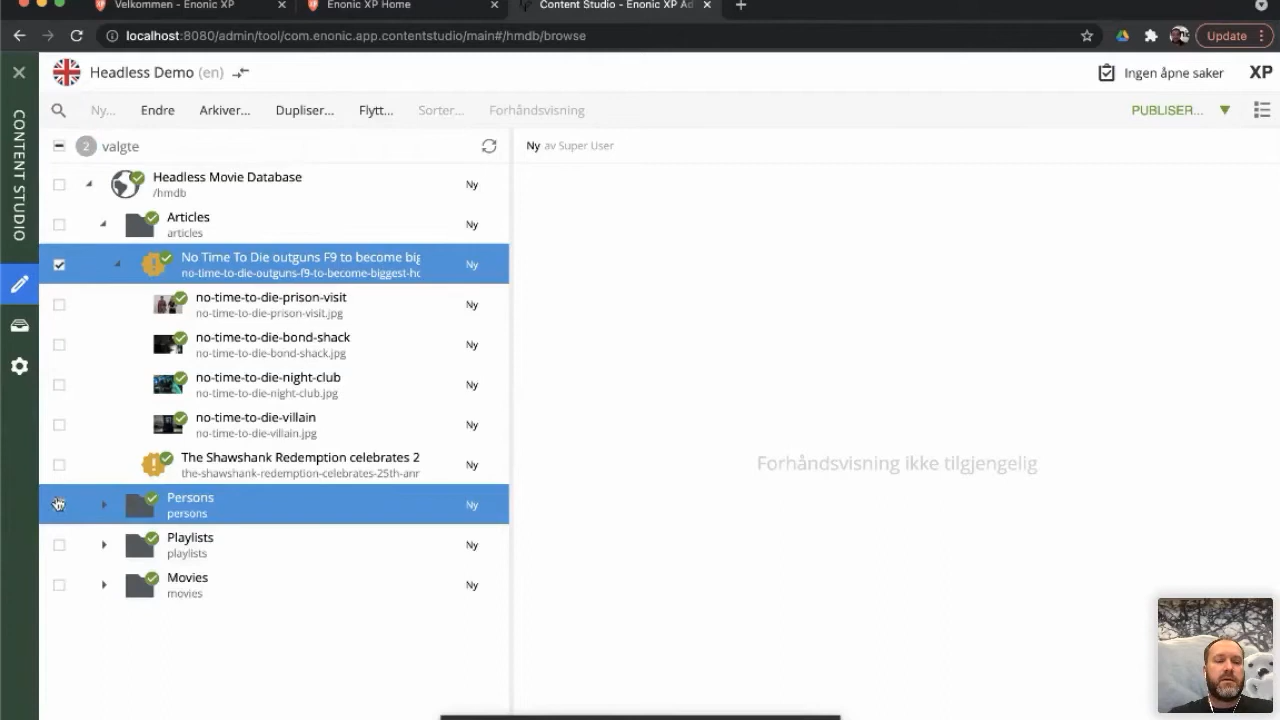 Velkommen - Enonic XP
Enonic XP Home
Content Studio - Enonic XP Ad
localhost:8080/admin/tool/com.enonic.app.contentstudio/main#/hmdb/browse
Update
CONTENT STUDIO
Headless Demo (en)
Ingen åpne saker
XP
Ny...
Endre
Arkiver...
Dupliser...
Flytt...
Sorter...
Forhåndsvisning
PUBLISER...
2 valgte
Ny av Super User
Headless Movie Database
/hmdb
Ny
Articles
articles
Ny
No Time To Die outguns F9 to become big
no-time-to-die-outguns-f9-to-become-biggest-hc
Ny
no-time-to-die-prison-visit
no-time-to-die-prison-visit.jpg
Ny
no-time-to-die-bond-shack
no-time-to-die-bond-shack.jpg
Ny
no-time-to-die-night-club
no-time-to-die-night-club.jpg
Ny
no-time-to-die-villain
no-time-to-die-villain.jpg
Ny
The Shawshank Redemption celebrates 2
the-shawshank-redemption-celebrates-25th-anr
Ny
Persons
persons
Ny
Playlists
playlists
Ny
Movies
movies
Ny
Forhåndsvisning ikke tilgjengelig